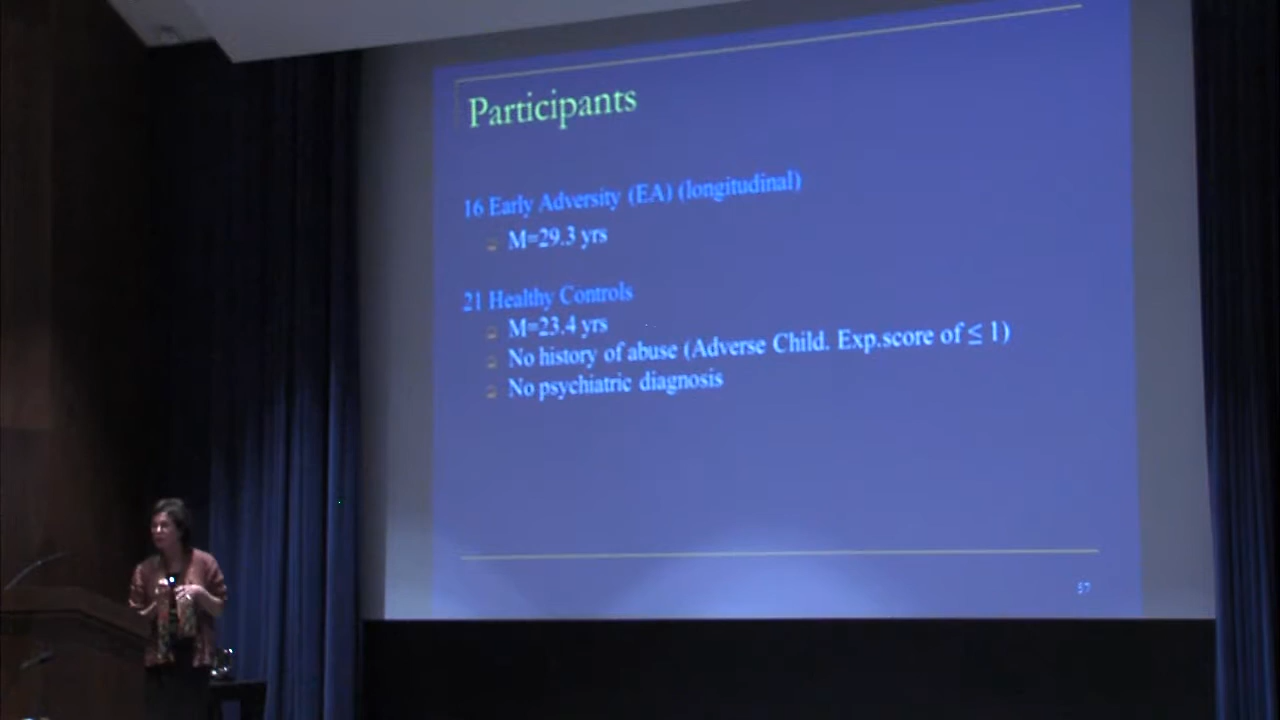 Participants
16 Early Adversity (EA) (longitudinal)
M=29.3 yrs
21 Healthy Controls
M=23.4 yrs
No history of abuse (Adverse Child. Exp.score of ≤ 1)
No psychiatric diagnosis
57